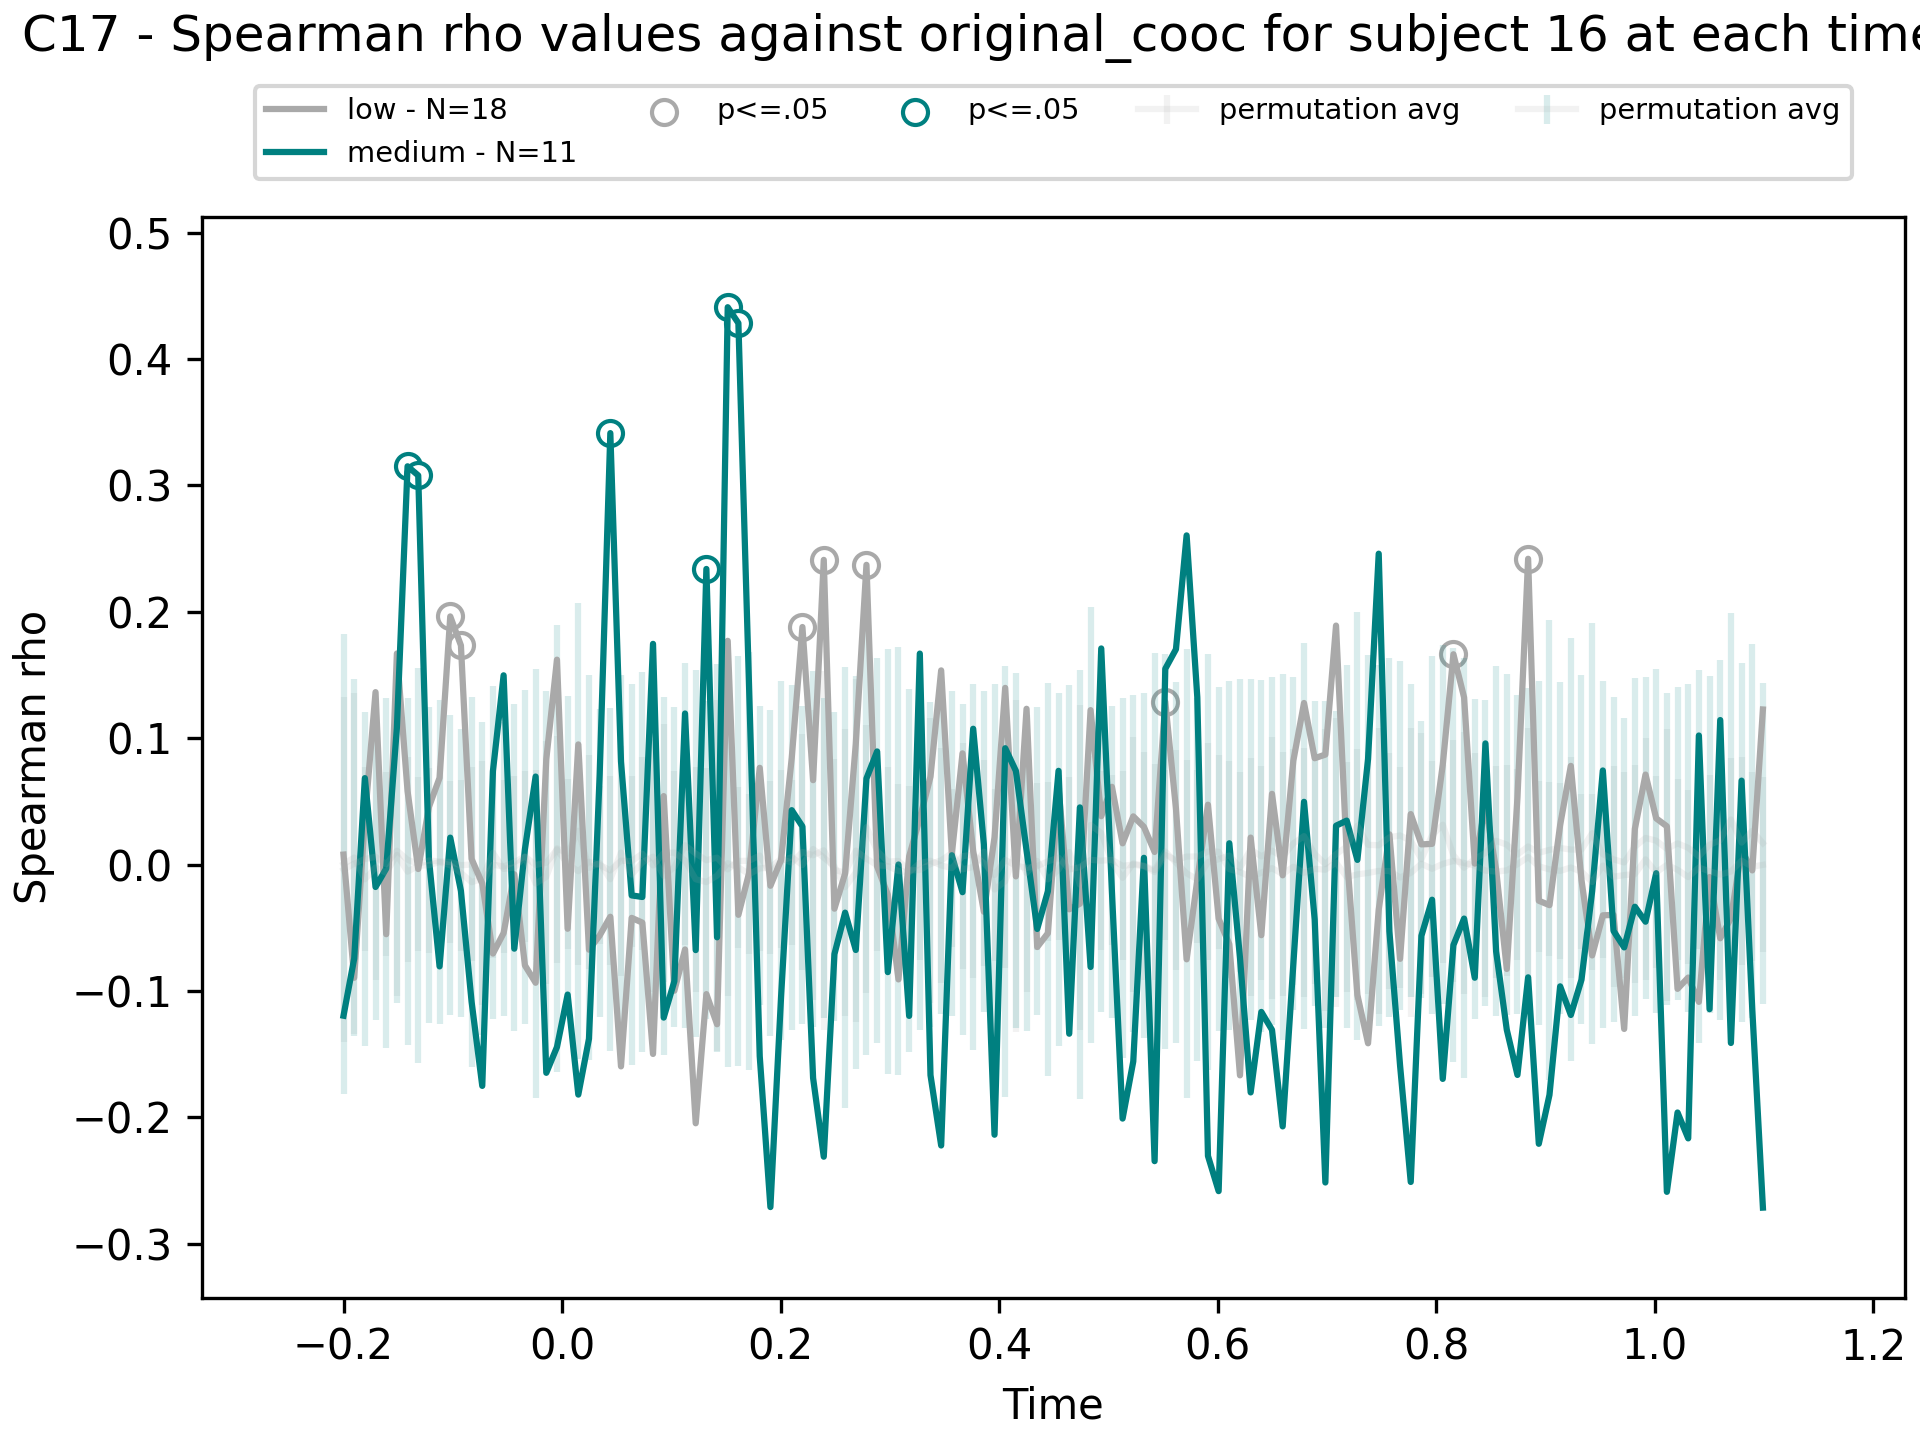 C17 - Spearman rho values against original_cooc for subject 16 at each time
low - N=18
medium - N=11
p<=.05
p<=.05
permutation avg
permutation avg
Spearman rho
0.5
0.4
0.3
0.2
0.1
0.0
−0.1
−0.2
−0.3
−0.2 0.0 0.2 0.4 0.6 0.8 1.0 1.2
Time